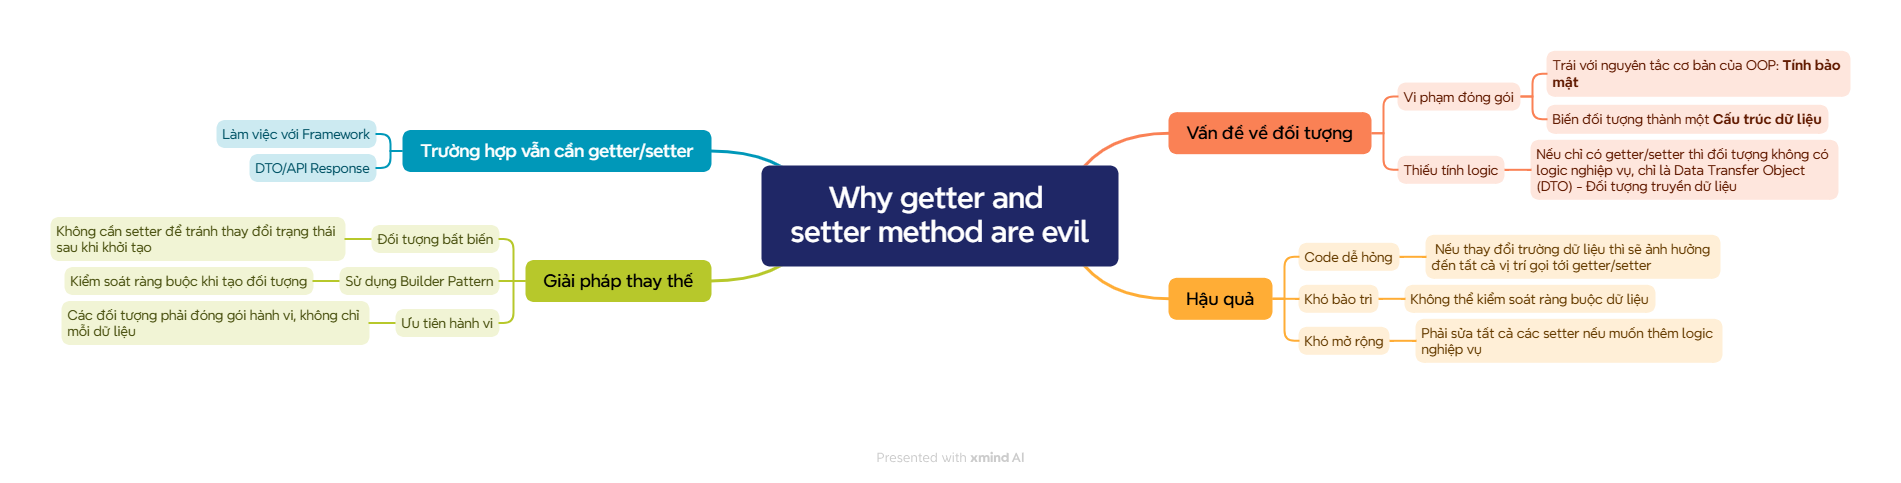 Why getter and
setter method are evil
Vấn đề về đối tượng
Vi phạm đóng gói
Trái với nguyên tắc cơ bản của OOP: Tính bảo
mật
Biến đối tượng thành một Cấu trúc dữ liệu
Thiếu tính logic
Nếu chỉ có getter/setter thì đối tượng không có
logic nghiệp vụ, chỉ là Data Transfer Object
(DTO) - Đối tượng truyền dữ liệu
Hậu quả
Code dễ hỏng
Nếu thay đổi trường dữ liệu thì sẽ ảnh hưởng
đến tất cả vị trí gọi tới getter/setter
Khó bảo trì
Không thể kiểm soát ràng buộc dữ liệu
Khó mở rộng
Phải sửa tất cả các setter nếu muốn thêm logic
nghiệp vụ
Trường hợp vẫn cần getter/setter
Làm việc với Framework
DTO/API Response
Giải pháp thay thế
Đối tượng bất biến
Không cần setter để tránh thay đổi trạng thái
sau khi khởi tạo
Sử dụng Builder Pattern
Kiểm soát ràng buộc khi tạo đối tượng
Ưu tiên hành vi
Các đối tượng phải đóng gói hành vi, không chỉ
mỗi dữ liệu
Presented with xmind AI